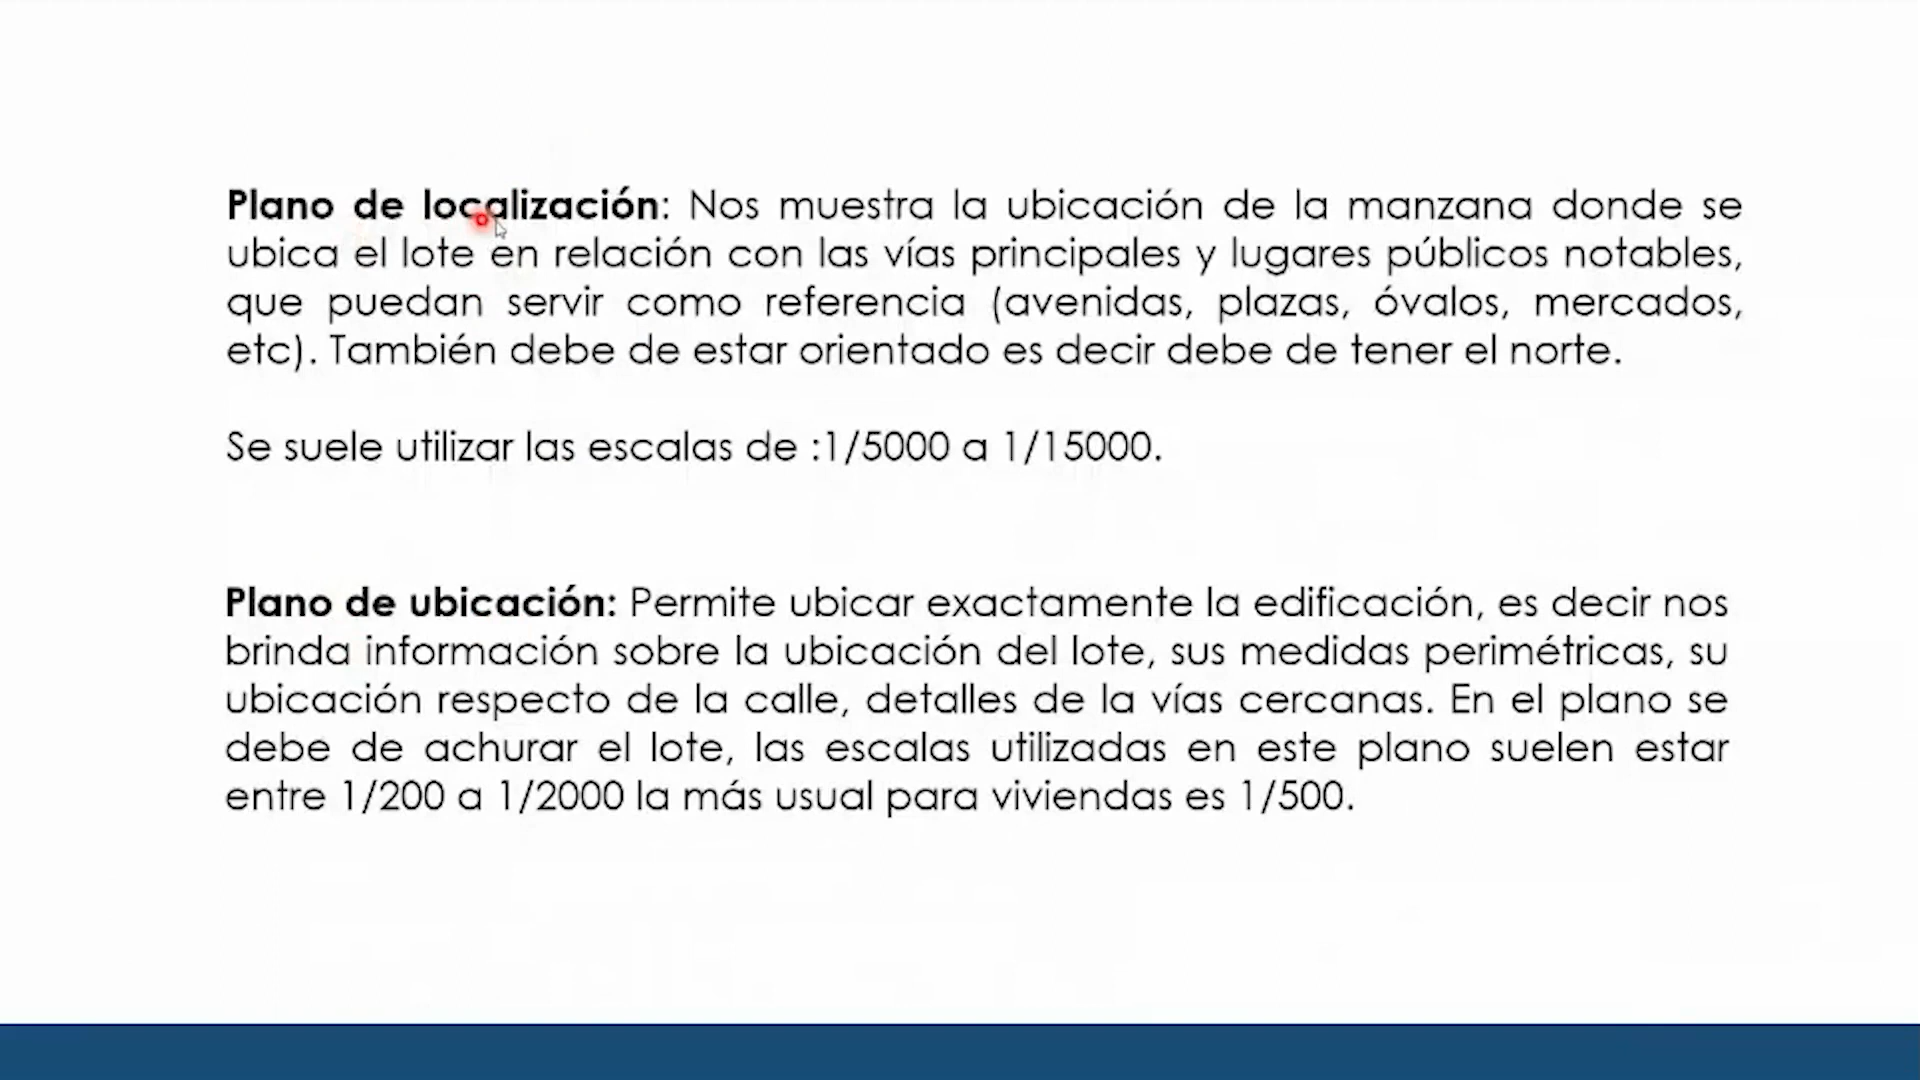 Plano de localización: Nos muestra la ubicación de la manzana donde se
ubica el lote en relación con las vías principales y lugares públicos notables,
que puedan servir como referencia (avenidas, plazas, óvalos, mercados,
etc). También debe de estar orientado es decir debe de tener el norte.
Se suele utilizar las escalas de :1/5000 a 1/15000.
Plano de ubicación: Permite ubicar exactamente la edificación, es decir nos
brinda información sobre la ubicación del lote, sus medidas perimétricas, su
ubicación respecto de la calle, detalles de la vías cercanas. En el plano se
debe de achurar el lote, las escalas utilizadas en este plano suelen estar
entre 1/200 a 1/2000 la más usual para viviendas es 1/500.